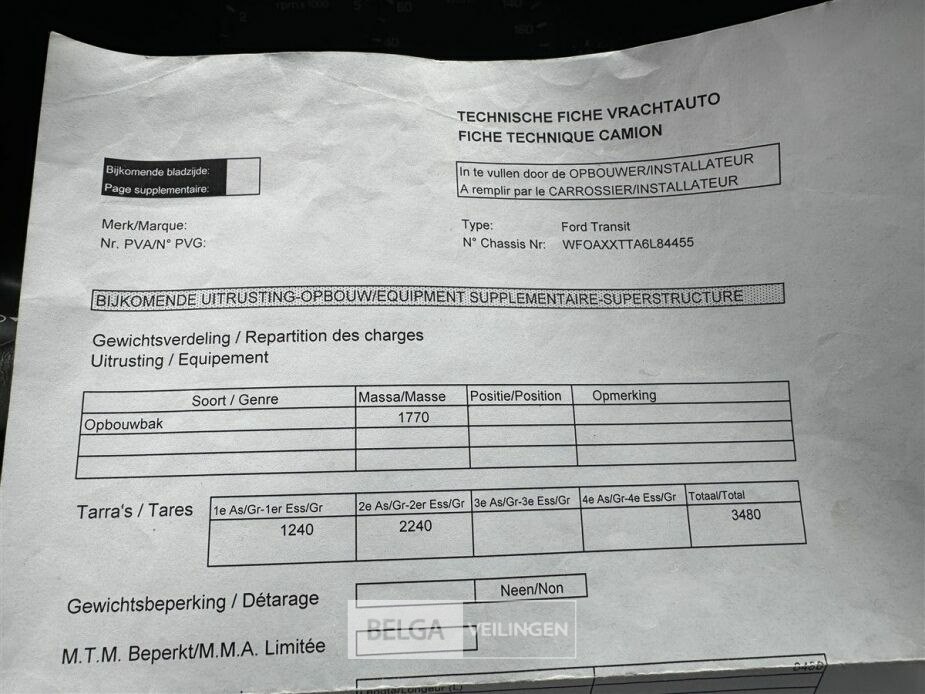 TECHNISCHE FICHE VRACHTAUTO
FICHE TECHNIQUE CAMION
Bijkomende bladzijde:
Page supplementaire:
In te vullen door de OPBOUWER/INSTALLATEUR
A remplir par le CARROSSIER/INSTALLATEUR
Merk/Marque:
Nr. PVA/N° PVG:
Type: Ford Transit
N° Chassis Nr: WFOAXXTTA6L84455
BIJKOMENDE UITRUSTING-OPBOUW/EQUIPMENT SUPPLEMENTAIRE-SUPERSTRUCTURE
Gewichtsverdeling / Repartition des charges
Uitrusting / Equipement
Soort / Genre Massa/Masse Positie/Position Opmerking
Opbouwbak 1770
Tarra's / Tares 1e As/Gr-1er Ess/Gr 2e As/Gr-2er Ess/Gr 3e As/Gr-3e Ess/Gr 4e As/Gr-4e Ess/Gr Totaal/Total
1240 2240 3480
Gewichtsbeperking / Détarage Neen/Non
BELGA VEILINGEN
M.T.M. Beperkt/M.M.A. Limitée